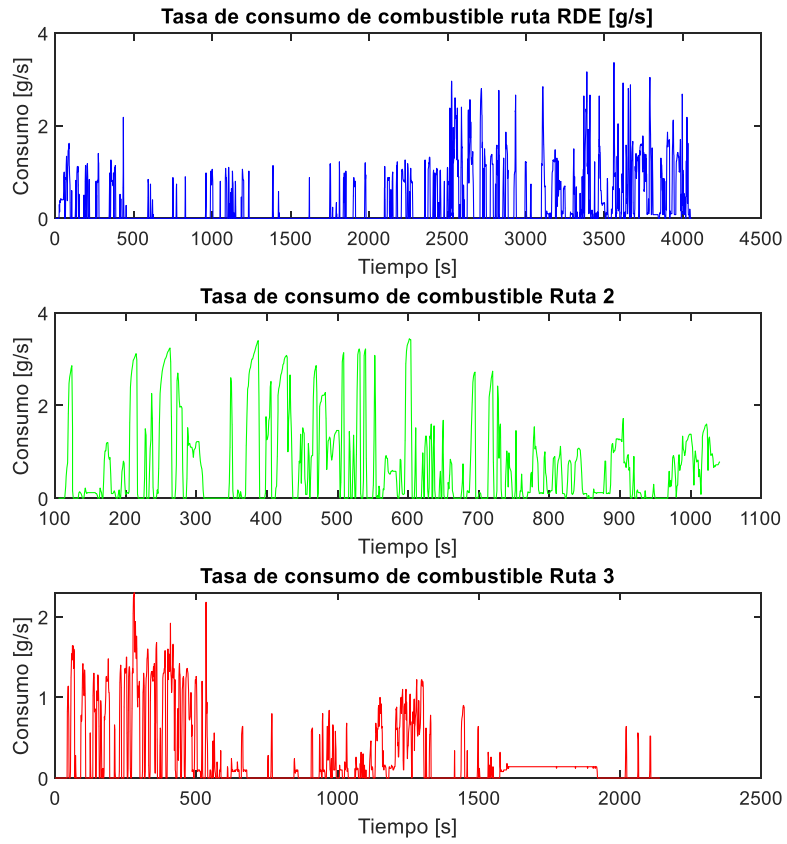 Tasa de consumo de combustible ruta RDE [g/s]
4
2
0
Consumo [g/s]
0 500 1000 1500 2000 2500 3000 3500 4000 4500
Tiempo [s]
Tasa de consumo de combustible Ruta 2
4
2
0
Consumo [g/s]
100 200 300 400 500 600 700 800 900 1000 1100
Tiempo [s]
Tasa de consumo de combustible Ruta 3
2
1
0
Consumo [g/s]
0 500 1000 1500 2000 2500
Tiempo [s]